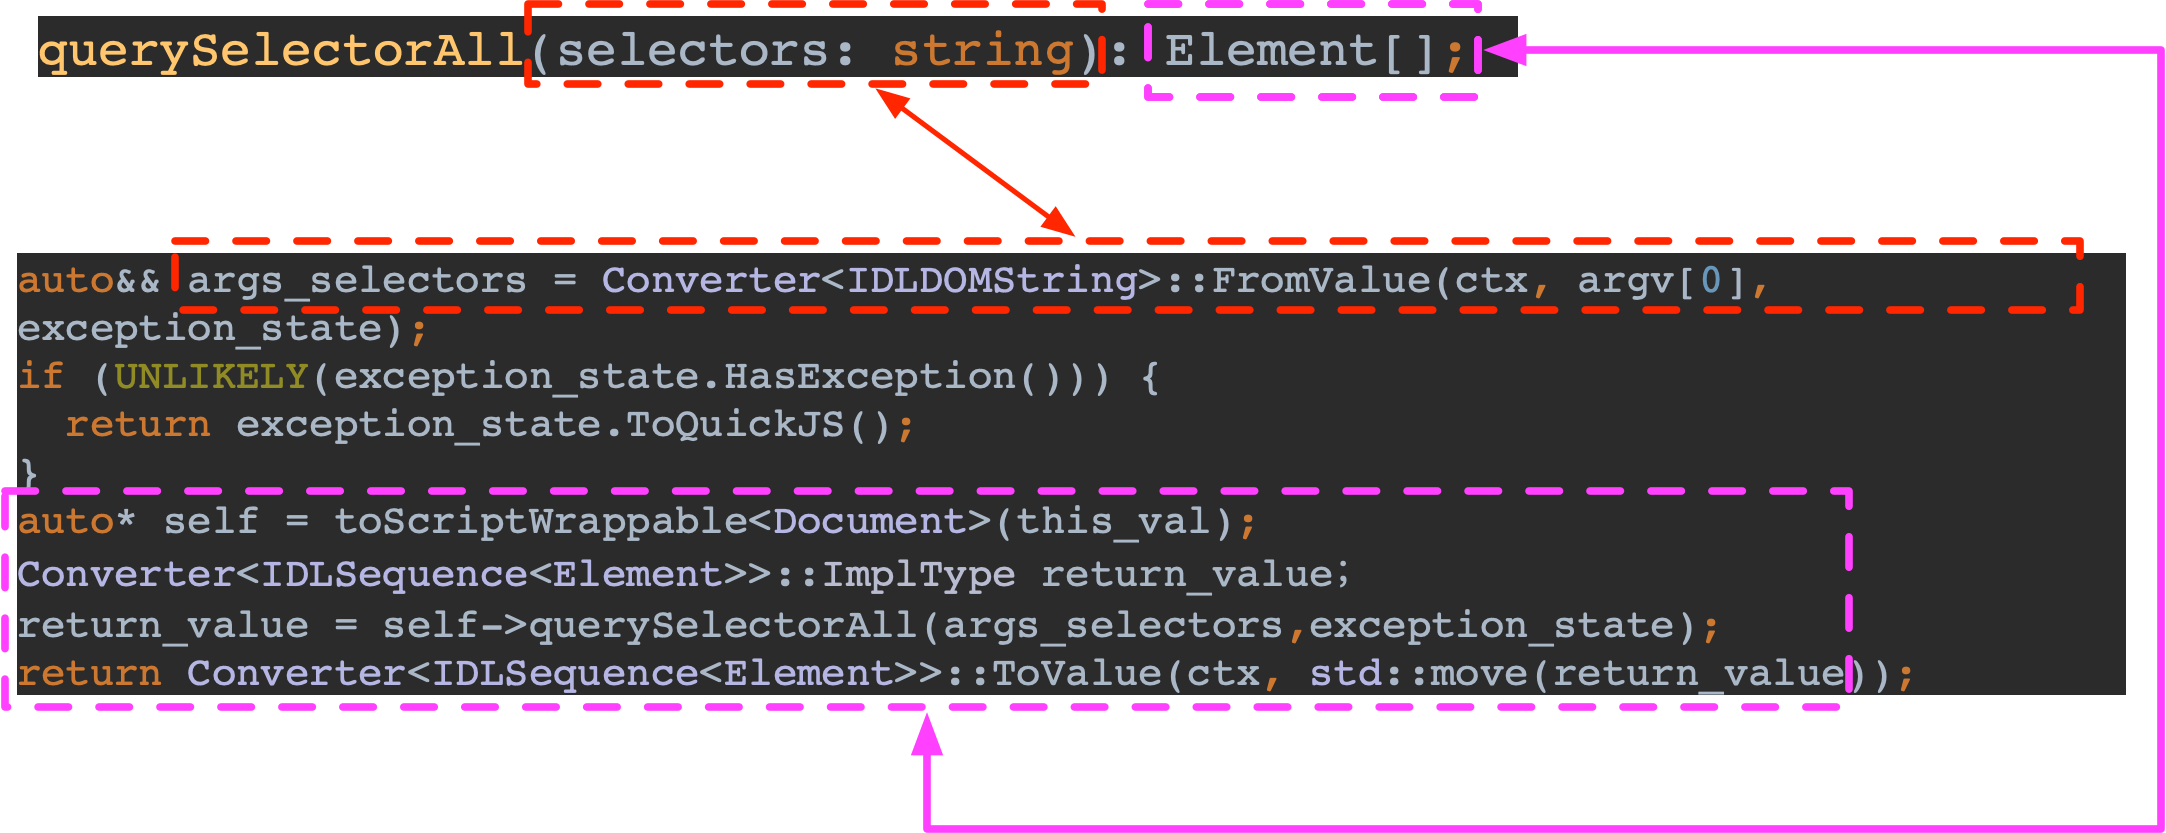 querySelectorAll(selectors: string): Element[];
auto&& args_selectors = Converter<IDLDOMString>::FromValue(ctx, argv[0],
exception_state);
if (UNLIKELY(exception_state.HasException())) {
  return exception_state.ToQuickJS();
}
auto* self = toScriptWrappable<Document>(this_val);
Converter<IDLSequence<Element>>::ImplType return_value;
return_value = self->querySelectorAll(args_selectors,exception_state);
return Converter<IDLSequence<Element>>::ToValue(ctx, std::move(return_value));